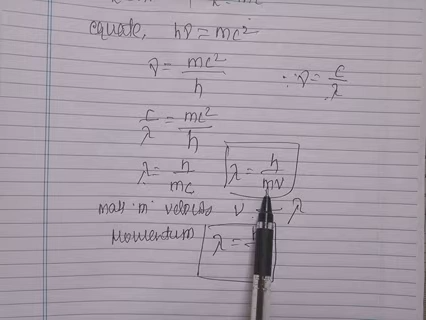 equate, hν = mc²
ν = mc²/h ∵ ν = c/λ
c/λ = mc²/h
λ = h/mc λ = h/mv
mass 'm' velocity v λ
Momentum λ =